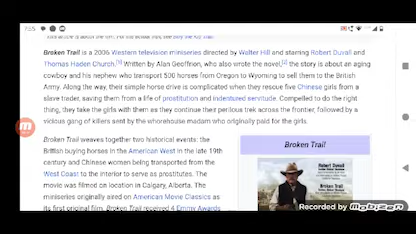 7:55
Broken Trail is a 2006 Western television miniseries directed by Walter Hill and starring Robert Duvall and
Thomas Haden Church.[1] Written by Alan Geoffrion, who also wrote the novel,[2] the story is about an aging
cowboy and his nephew who transport 500 horses from Oregon to Wyoming to sell them to the British
Army. Along the way, their simple horse drive is complicated when they rescue five Chinese girls from a
slave trader, saving them from a life of prostitution and indentured servitude. Compelled to do the right
thing, they take the girls with them as they continue their perilous trek across the frontier, followed by a
vicious gang of killers sent by the whorehouse madam who originally paid for the girls.
Broken Trail weaves together two historical events: the
British buying horses in the American West in the late 19th
century and Chinese women being transported from the
West Coast to the interior to serve as prostitutes. The
movie was filmed on location in Calgary, Alberta. The
miniseries originally aired on American Movie Classics as
its first original film. Broken Trail received 4 Emmy Awards
Broken Trail
Robert Duvall
Broken Trail
Recorded by Mobizen